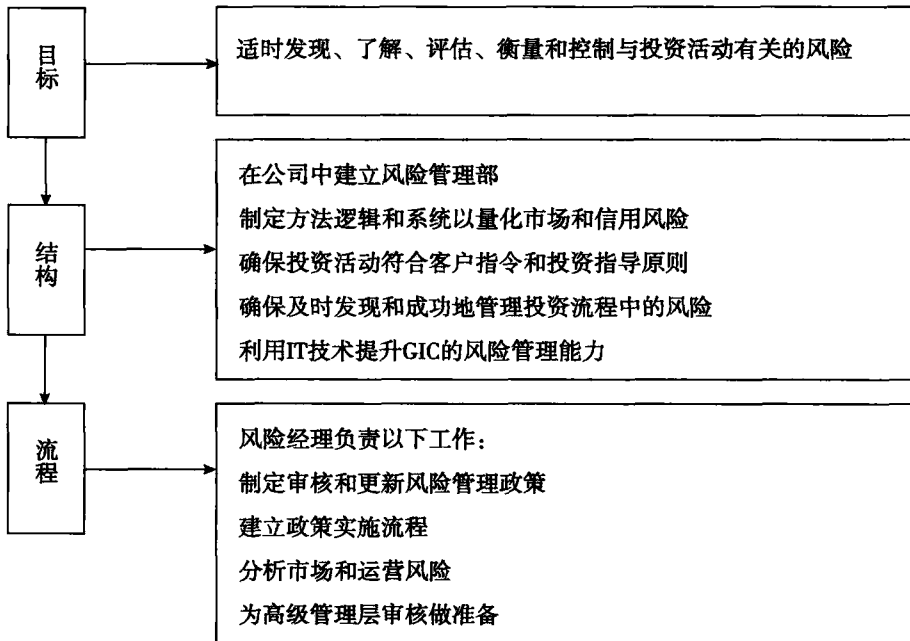 目标
适时发现、了解、评估、衡量和控制与投资活动有关的风险
结构
在公司中建立风险管理部
制定方法逻辑和系统以量化市场和信用风险
确保投资活动符合客户指令和投资指导原则
确保及时发现和成功地管理投资流程中的风险
利用IT技术提升GIC的风险管理能力
流程
风险经理负责以下工作：
制定审核和更新风险管理政策
建立政策实施流程
分析市场和运营风险
为高级管理层审核做准备